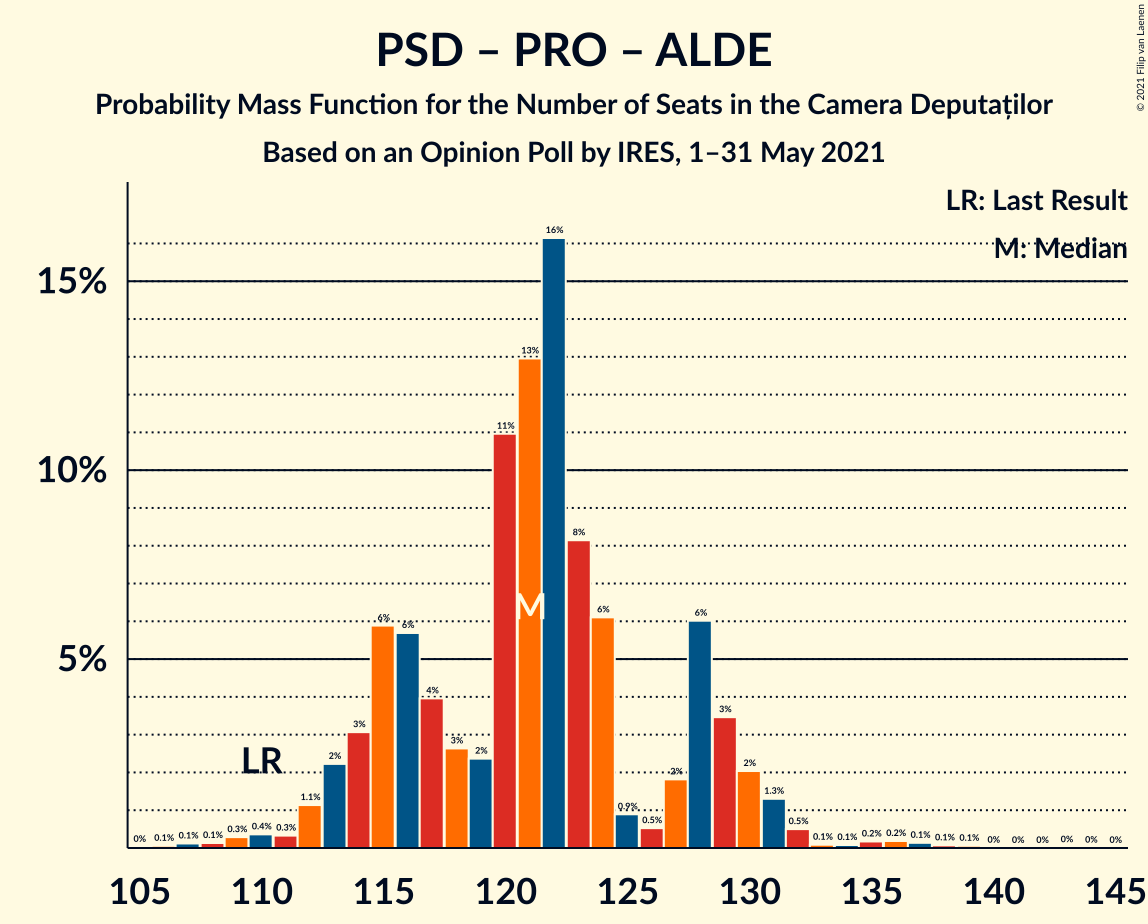 PSD – PRO – ALDE
Probability Mass Function for the Number of Seats in the Camera Deputaților
Based on an Opinion Poll by IRES, 1–31 May 2021
© 2021 Filip van Laenen
LR: Last Result
M: Median
15%
10%
5%
0% 0.1% 0.1% 0.1% 0.3% 0.4% 0.3% 1.1% 2% 3% 6% 6% 4% 3% 2% 11% 13% 16% 8% 6% 0.9% 0.5% 2% 6% 3% 2% 1.3% 0.5% 0.1% 0.1% 0.2% 0.2% 0.1% 0.1% 0.1% 0% 0% 0% 0% 0% 0%
M
LR
105 110 115 120 125 130 135 140 145